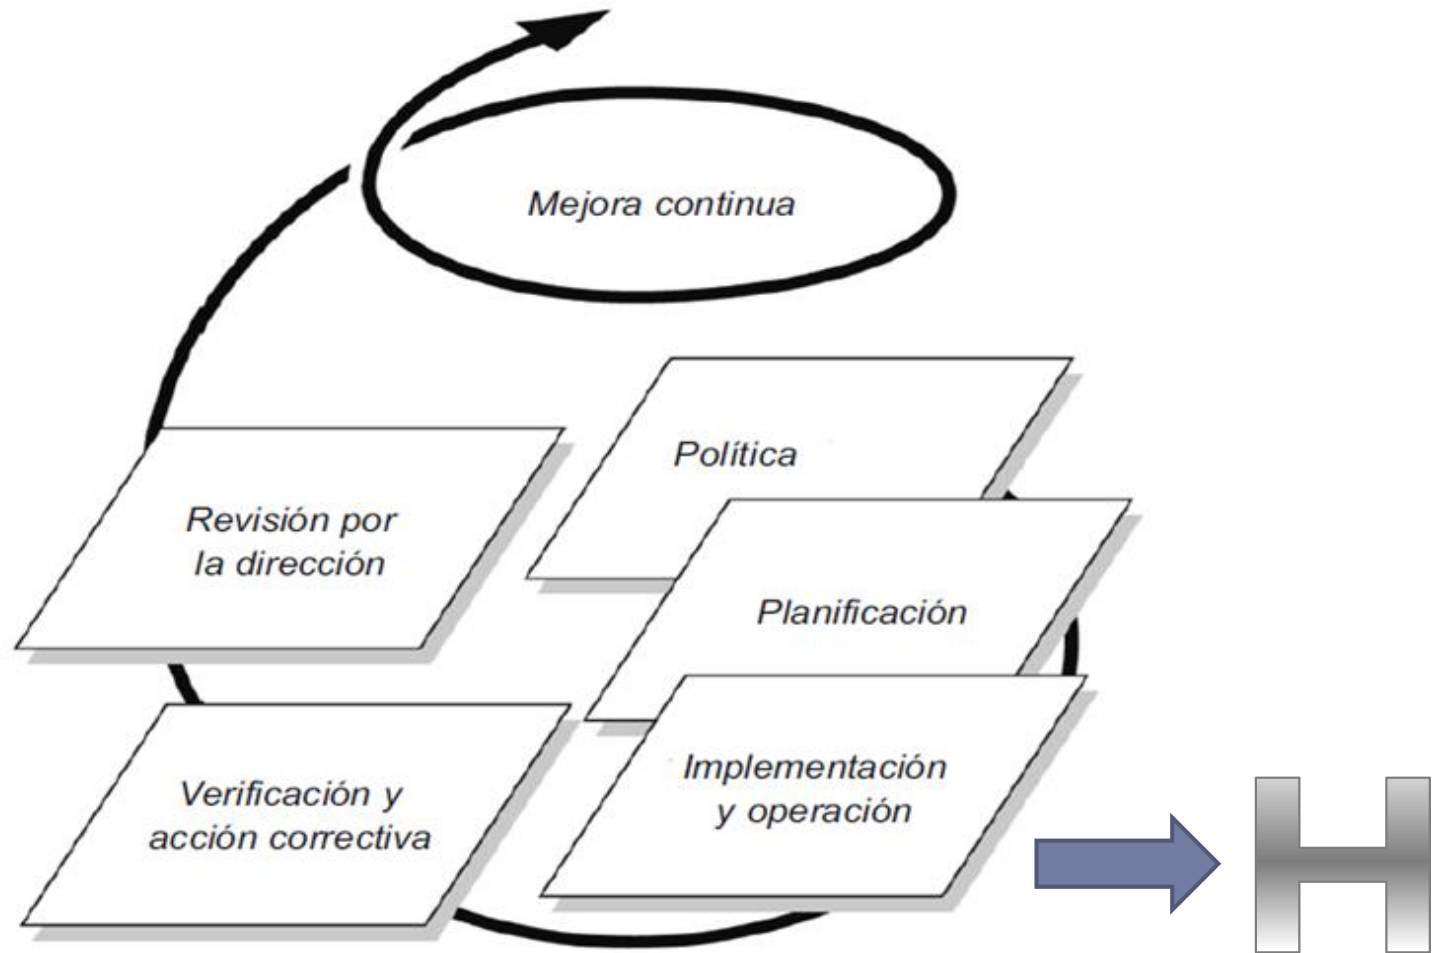 Mejora continua
Política
Revisión por
la dirección
Planificación
Implementación
y operación
Verificación y
acción correctiva
H